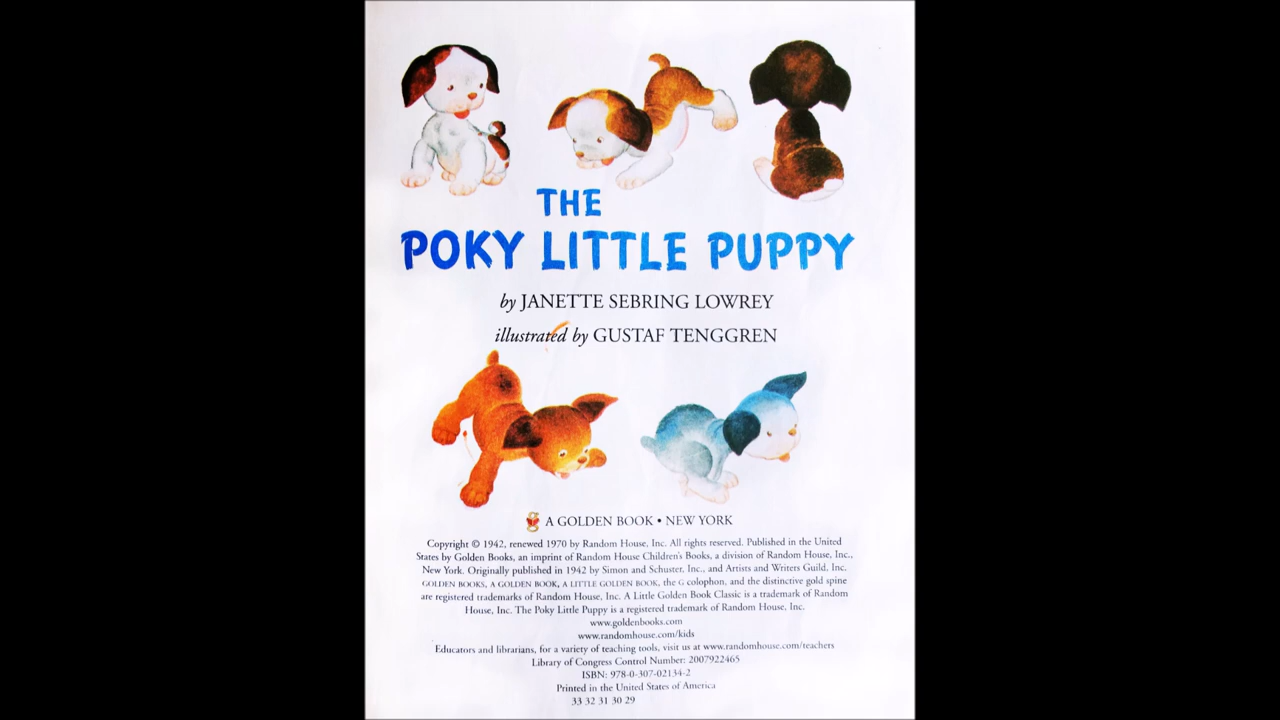 THE
POKY LITTLE PUPPY
by JANETTE SEBRING LOWREY
illustrated by GUSTAF TENGGREN
A GOLDEN BOOK • NEW YORK
Copyright © 1942, renewed 1970 by Random House, Inc. All rights reserved. Published in the United
States by Golden Books, an imprint of Random House Children's Books, a division of Random House, Inc.,
New York. Originally published in 1942 by Simon and Schuster, Inc., and Artists and Writers Guild, Inc.
GOLDEN BOOKS, A GOLDEN BOOK, A LITTLE GOLDEN BOOK, the G colophon, and the distinctive gold spine
are registered trademarks of Random House, Inc. A Little Golden Book Classic is a trademark of Random
House, Inc. The Poky Little Puppy is a registered trademark of Random House, Inc.
www.goldenbooks.com
www.randomhouse.com/kids
Educators and librarians, for a variety of teaching tools, visit us at www.randomhouse.com/teachers
Library of Congress Control Number: 2007922465
ISBN: 978-0-307-02134-2
Printed in the United States of America
33 32 31 30 29